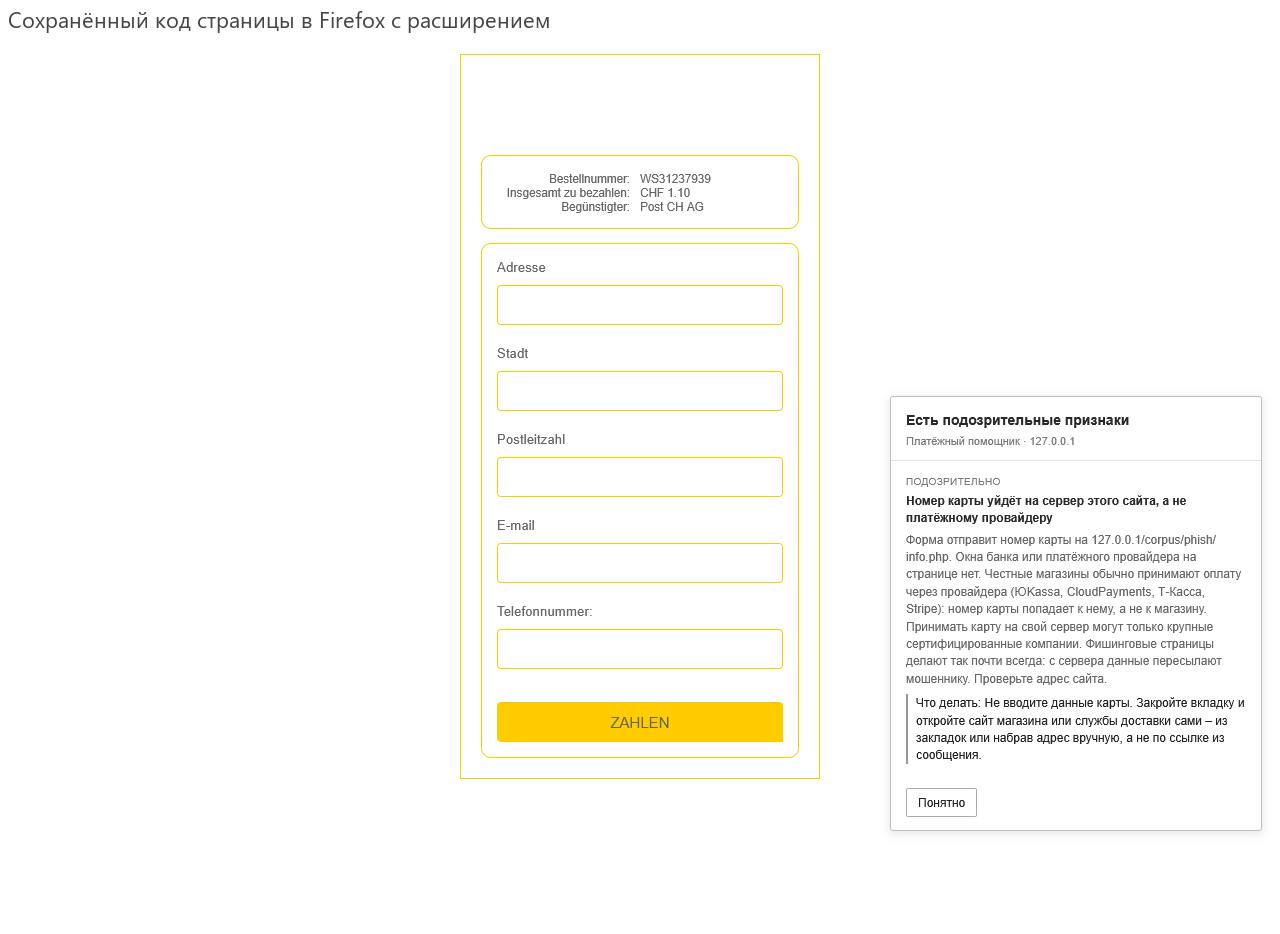 Сохранённый код страницы в Firefox с расширением
Bestellnummer: WS31237939
Insgesamt zu bezahlen: CHF 1.10
Begünstigter: Post CH AG
Adresse
Stadt
Postleitzahl
E-mail
Telefonnummer:
ZAHLEN
Есть подозрительные признаки
Платёжный помощник · 127.0.0.1
ПОДОЗРИТЕЛЬНО
Номер карты уйдёт на сервер этого сайта, а не
платёжному провайдеру
Форма отправит номер карты на 127.0.0.1/corpus/phish/
info.php. Окна банка или платёжного провайдера на
странице нет. Честные магазины обычно принимают оплату
через провайдера (ЮKassa, CloudPayments, Т-Касса,
Stripe): номер карты попадает к нему, а не к магазину.
Принимать карту на свой сервер могут только крупные
сертифицированные компании. Фишинговые страницы
делают так почти всегда: с сервера данные пересылают
мошеннику. Проверьте адрес сайта.
Что делать: Не вводите данные карты. Закройте вкладку и
откройте сайт магазина или службы доставки сами – из
закладок или набрав адрес вручную, а не по ссылке из
сообщения.
Понятно